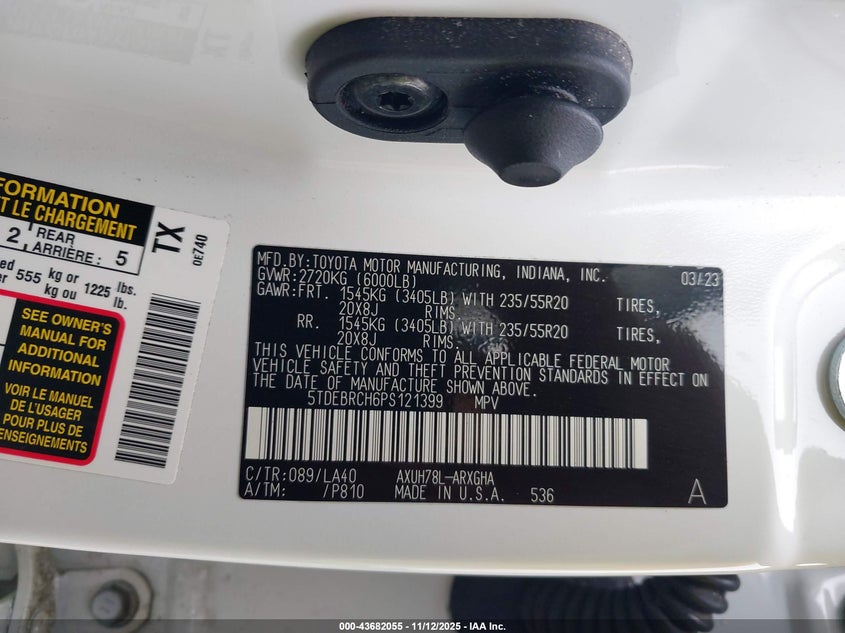 FORMATION
ET LE CHARGEMENT
2 REAR ARRIÈRE : 5
555 kg or kg ou 1225 lbs. lb.
TX
0E740
SEE OWNER'S
MANUAL FOR
ADDITIONAL
INFORMATION
VOIR LE MANUEL
DE L'USAGER
POUR PLUS DE
RENSEIGNEMENTS
MFD.BY:TOYOTA MOTOR MANUFACTURING, INDIANA, INC. 03/23
GVWR:2720KG (6000LB)
GAWR:FRT. 1545KG (3405LB) WITH 235/55R20 TIRES,
20X8J RIMS.
RR. 1545KG (3405LB) WITH 235/55R20 TIRES,
20X8J RIMS.
THIS VEHICLE CONFORMS TO ALL APPLICABLE FEDERAL MOTOR
VEHICLE SAFETY AND THEFT PREVENTION STANDARDS IN EFFECT ON
THE DATE OF MANUFACTURE SHOWN ABOVE.
5TDEBRCH6PS121399 MPV
C/TR:089/LA40 AXUH78L-ARXGHA
A/TM: /P810 MADE IN U.S.A. 536 A
000-43682055 - 11/12/2025 - IAA Inc.